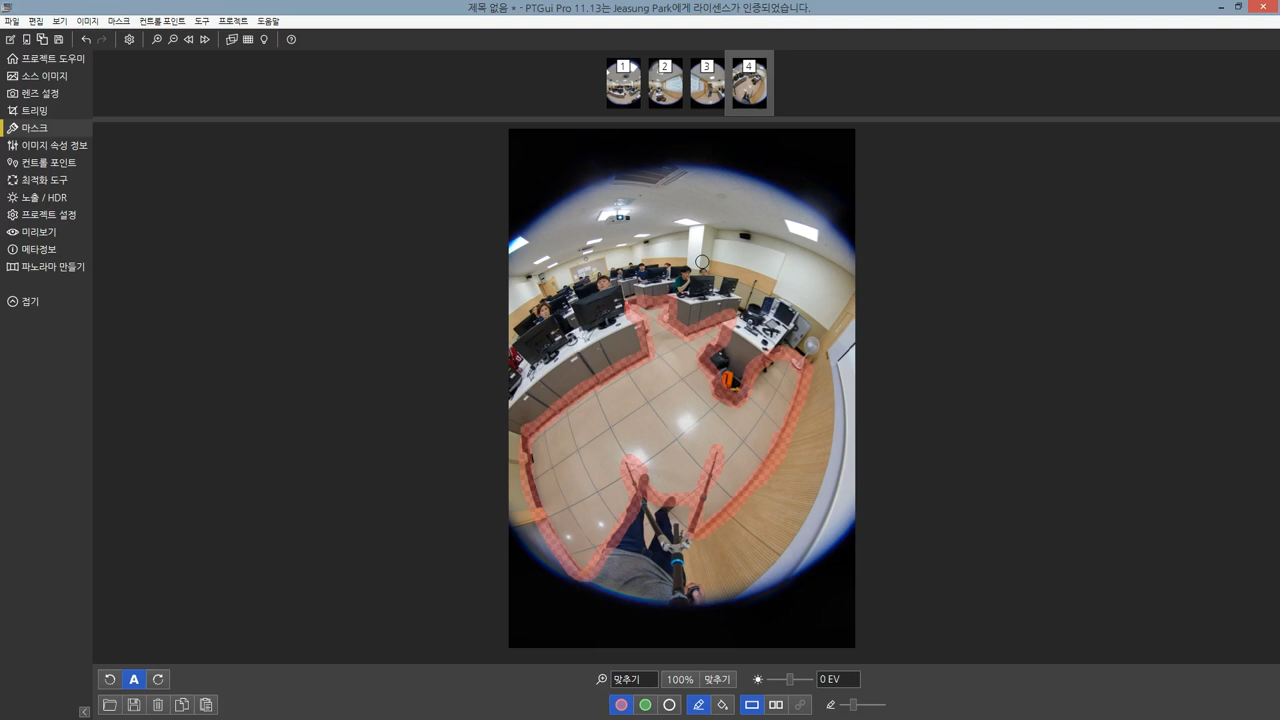 제목 없음 * - PTGui Pro 11.13는 Jeasung Park에게 라이센스가 인증되었습니다.
파일 편집 보기 이미지 마스크 컨트롤 포인트 도구 프로젝트 도움말
프로젝트 도우미
소스 이미지
렌즈 설정
트리밍
마스크
이미지 속성 정보
컨트롤 포인트
최적화 도구
노출 / HDR
프로젝트 설정
미리보기
메타정보
파노라마 만들기
접기
1 2 3 4
A
맞추기 100% 맞추기 0 EV